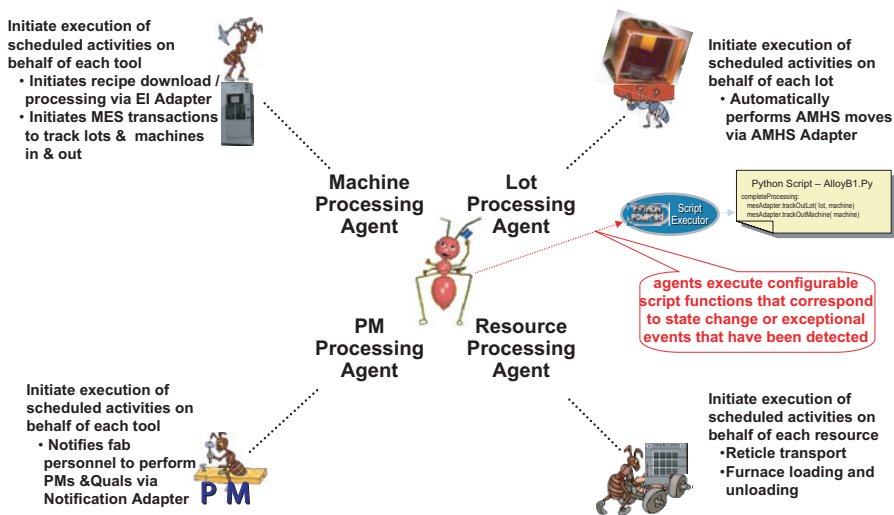 Initiate execution of
scheduled activities on
behalf of each tool
• Initiates recipe download /
processing via EI Adapter
• Initiates MES transactions
to track lots & machines
in & out
Initiate execution of
scheduled activities on
behalf of each lot
• Automatically
performs AMHS moves
via AMHS Adapter
Machine
Processing
Agent
Lot
Processing
Agent
powered
Script
Executor
Python Script – AlloyB1.Py
completeProcessing:
mesAdapter.trackOutLot( lot, machine)
mesAdapter.trackOutMachine( machine)
agents execute configurable
script functions that correspond
to state change or exceptional
events that have been detected
PM
Processing
Agent
Resource
Processing
Agent
Initiate execution of
scheduled activities on
behalf of each tool
• Notifies fab
personnel to perform
PMs &Quals via
Notification Adapter
P M
Initiate execution of
scheduled activities on
behalf of each resource
•Reticle transport
•Furnace loading and
unloading